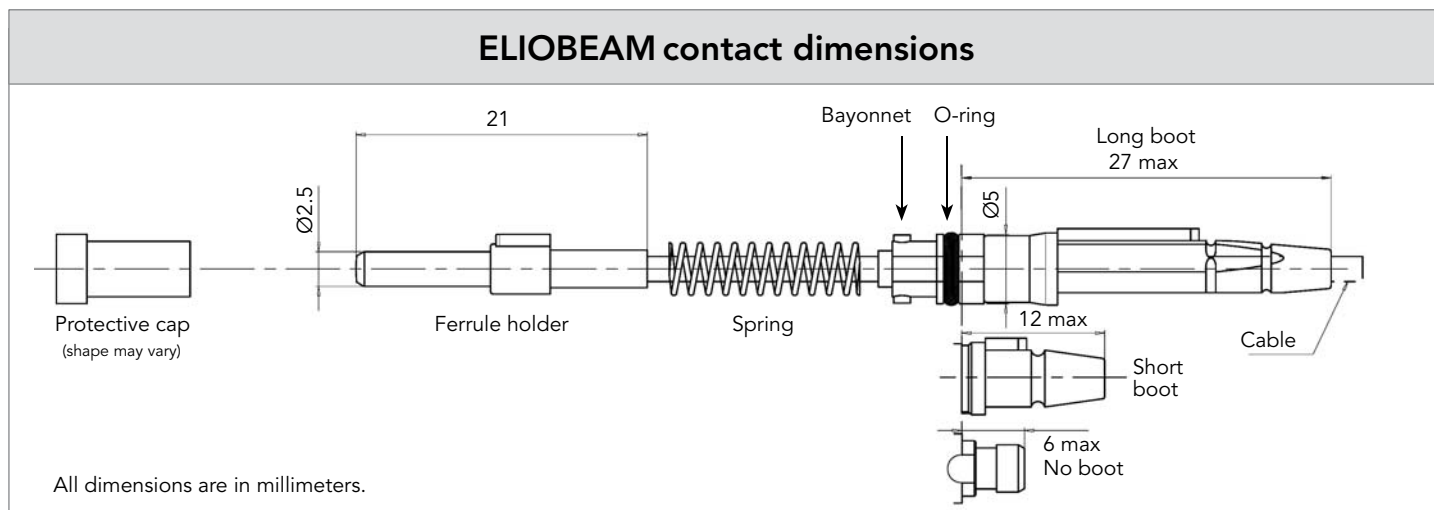 ELIOBEAM contact dimensions
21
Bayonnet
O-ring
Long boot
27 max
Ø2.5
Ø5
Protective cap
(shape may vary)
Ferrule holder
Spring
12 max
Cable
Short
boot
6 max
No boot
All dimensions are in millimeters.